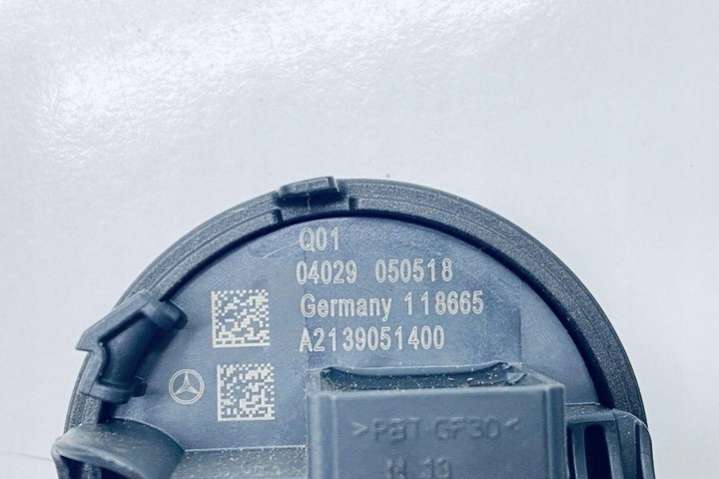 Q01
04029 050518
Germany 118665
A2139051400
>PBT-GF30<